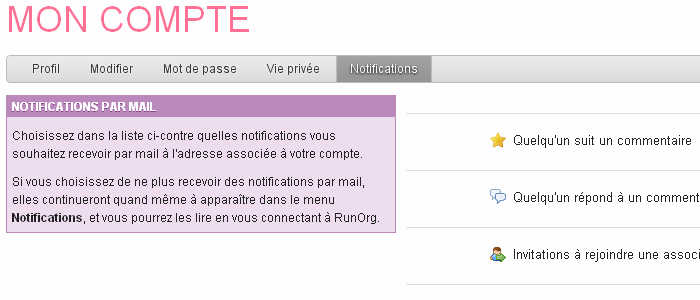 MON COMPTE
Profil Modifier Mot de passe Vie privée Notifications
NOTIFICATIONS PAR MAIL
Choisissez dans la liste ci-contre quelles notifications vous
souhaitez recevoir par mail à l'adresse associée à votre compte.
Si vous choisissez de ne plus recevoir des notifications par mail,
elles continueront quand même à apparaître dans le menu
Notifications, et vous pourrez les lire en vous connectant à RunOrg.
Quelqu'un suit un commentaire
Quelqu'un répond à un comment
Invitations à rejoindre une associ